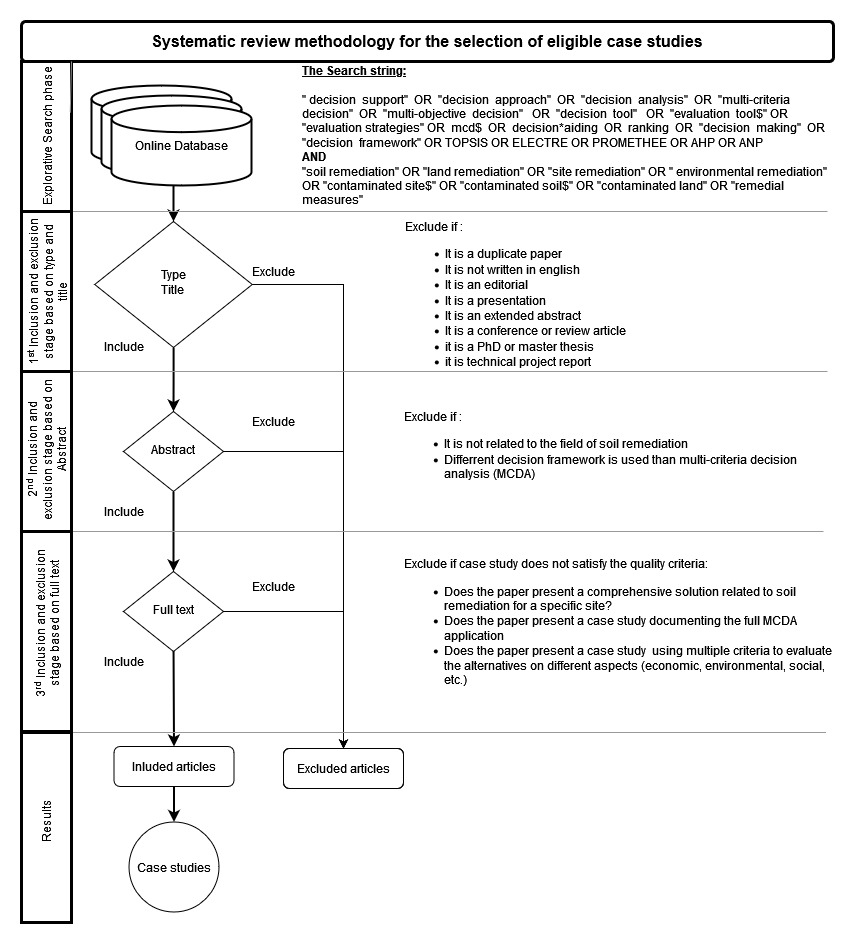 Systematic review methodology for the selection of eligible case studies
Explorative Search phase
Online Database
The Search string:
" decision support" OR "decision approach" OR "decision analysis" OR "multi-criteria
decision" OR "multi-objective decision" OR "decision tool" OR "evaluation tool$" OR
"evaluation strategies" OR mcd$ OR decision*aiding OR ranking OR "decision making" OR
"decision framework" OR TOPSIS OR ELECTRE OR PROMETHEE OR AHP OR ANP
AND
"soil remediation" OR "land remediation" OR "site remediation" OR " environmental remediation"
OR "contaminated site$" OR "contaminated soil$" OR "contaminated land" OR "remedial
measures"
1st Inclusion and exclusion
stage based on type and
title
Type
Title
Exclude
Include
Exclude if :
• It is a duplicate paper
• It is not written in english
• It is an editorial
• It is a presentation
• It is an extended abstract
• It is a conference or review article
• it is a PhD or master thesis
• it is technical project report
2nd Inclusion and
exclusion stage based on
Abstract
Abstract
Exclude
Include
Exclude if :
• It is not related to the field of soil remediation
• Differrent decision framework is used than multi-criteria decision
analysis (MCDA)
3rd Inclusion and exclusion
stage based on full text
Full text
Exclude
Include
Exclude if case study does not satisfy the quality criteria:
• Does the paper present a comprehensive solution related to soil
remediation for a specific site?
• Does the paper present a case study documenting the full MCDA
application
• Does the paper present a case study using multiple criteria to evaluate
the alternatives on different aspects (economic, environmental, social,
etc.)
Results
Inluded articles
Excluded articles
Case studies